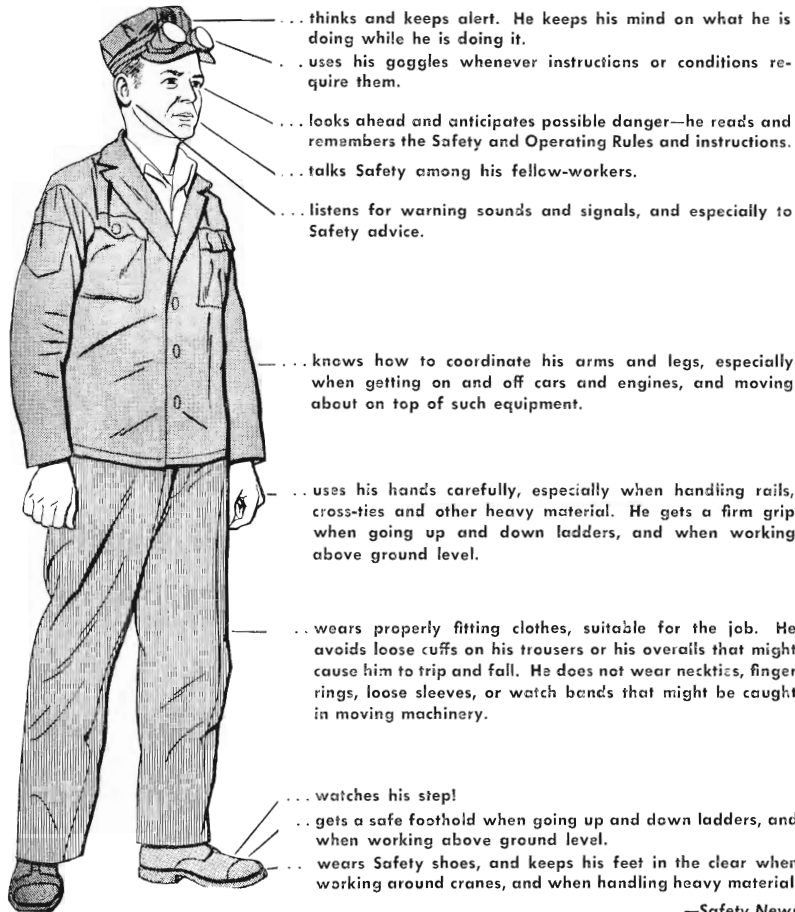 ... thinks and keeps alert. He keeps his mind on what he is
doing while he is doing it.
. . uses his goggles whenever instructions or conditions re-
quire them.
... looks ahead and anticipates possible danger—he reads and
remembers the Safety and Operating Rules and instructions.
... talks Safety among his fellow-workers.
... listens for warning sounds and signals, and especially to
Safety advice.
... knows how to coordinate his arms and legs, especially
when getting on and off cars and engines, and moving
about on top of such equipment.
. . uses his hands carefully, especially when handling rails,
cross-ties and other heavy material. He gets a firm grip
when going up and down ladders, and when working
above ground level.
. . wears properly fitting clothes, suitable for the job. He
avoids loose cuffs on his trousers or his overalls that might
cause him to trip and fall. He does not wear neckties, finger
rings, loose sleeves, or watch bands that might be caught
in moving machinery.
... watches his step!
. . gets a safe foothold when going up and down ladders, and
when working above ground level.
. . wears Safety shoes, and keeps his feet in the clear when
working around cranes, and when handling heavy material
—Safety News